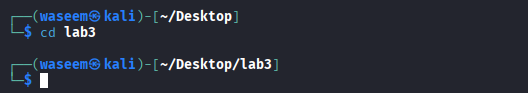 ┌──(waseem㉿kali)-[~/Desktop]
└─$ cd lab3
┌──(waseem㉿kali)-[~/Desktop/lab3]
└─$